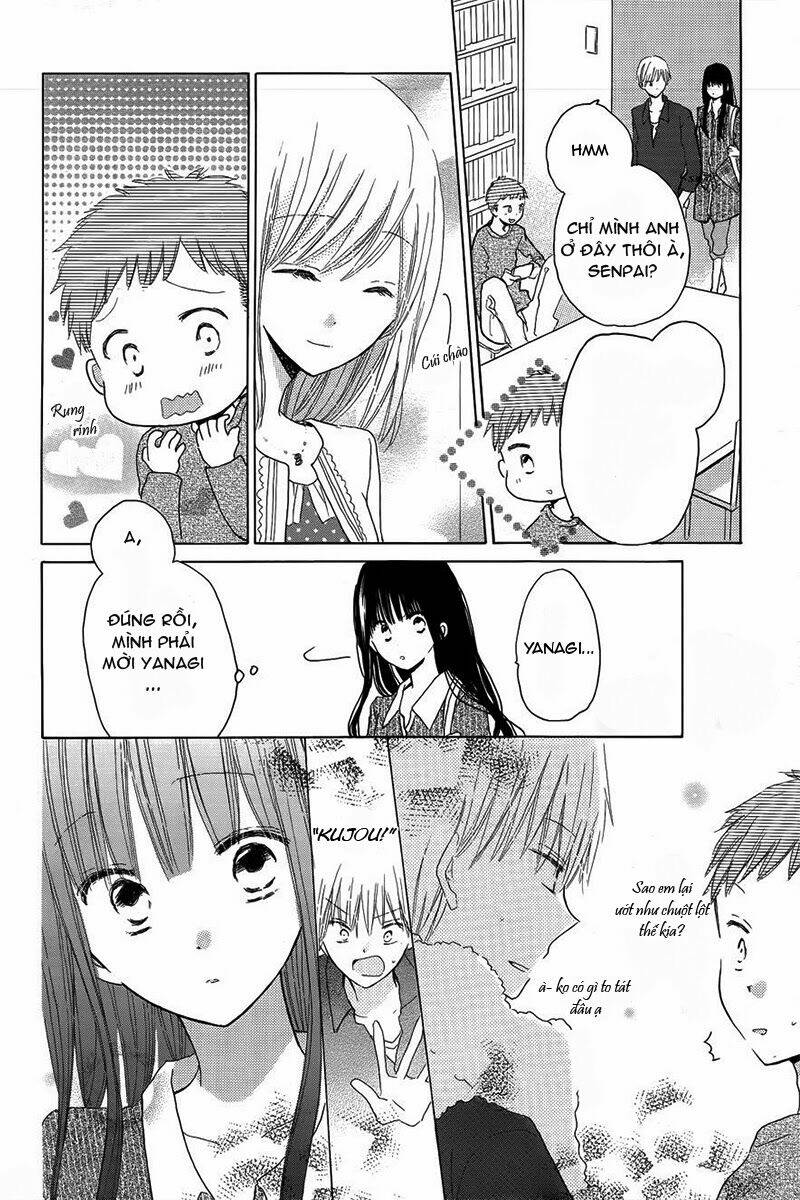 HMM
CHỈ MÌNH ANH
Ở ĐÂY THÔI À,
SENPAI?
Cúi chào
Rung
rinh
YANAGI...
A,
ĐÚNG RỒI,
MÌNH PHẢI
MỜI YANAGI
...
Sao em lại
ướt như chuột lột
thế kia?
à- ko có gì to tát
đâu ạ
"KUJOU!"